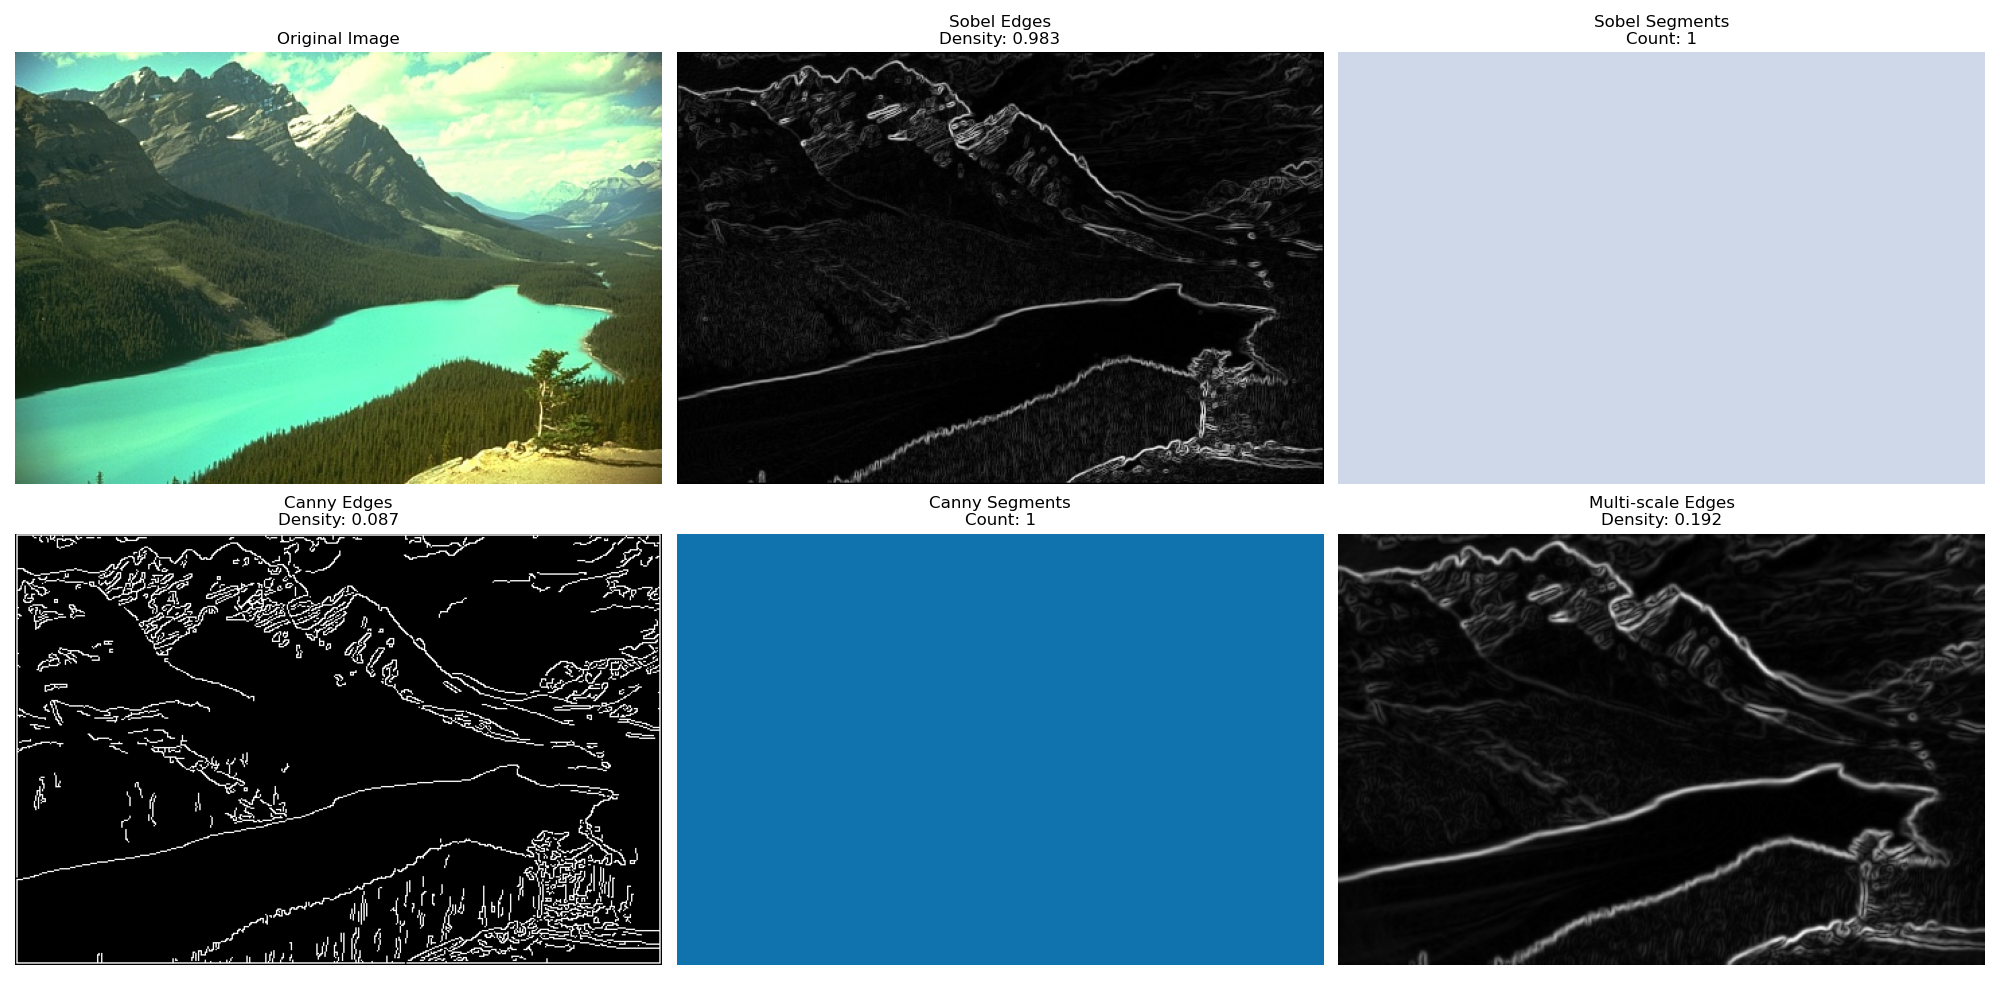 Original Image
Sobel Edges
Density: 0.983
Sobel Segments
Count: 1
Canny Edges
Density: 0.087
Canny Segments
Count: 1
Multi-scale Edges
Density: 0.192